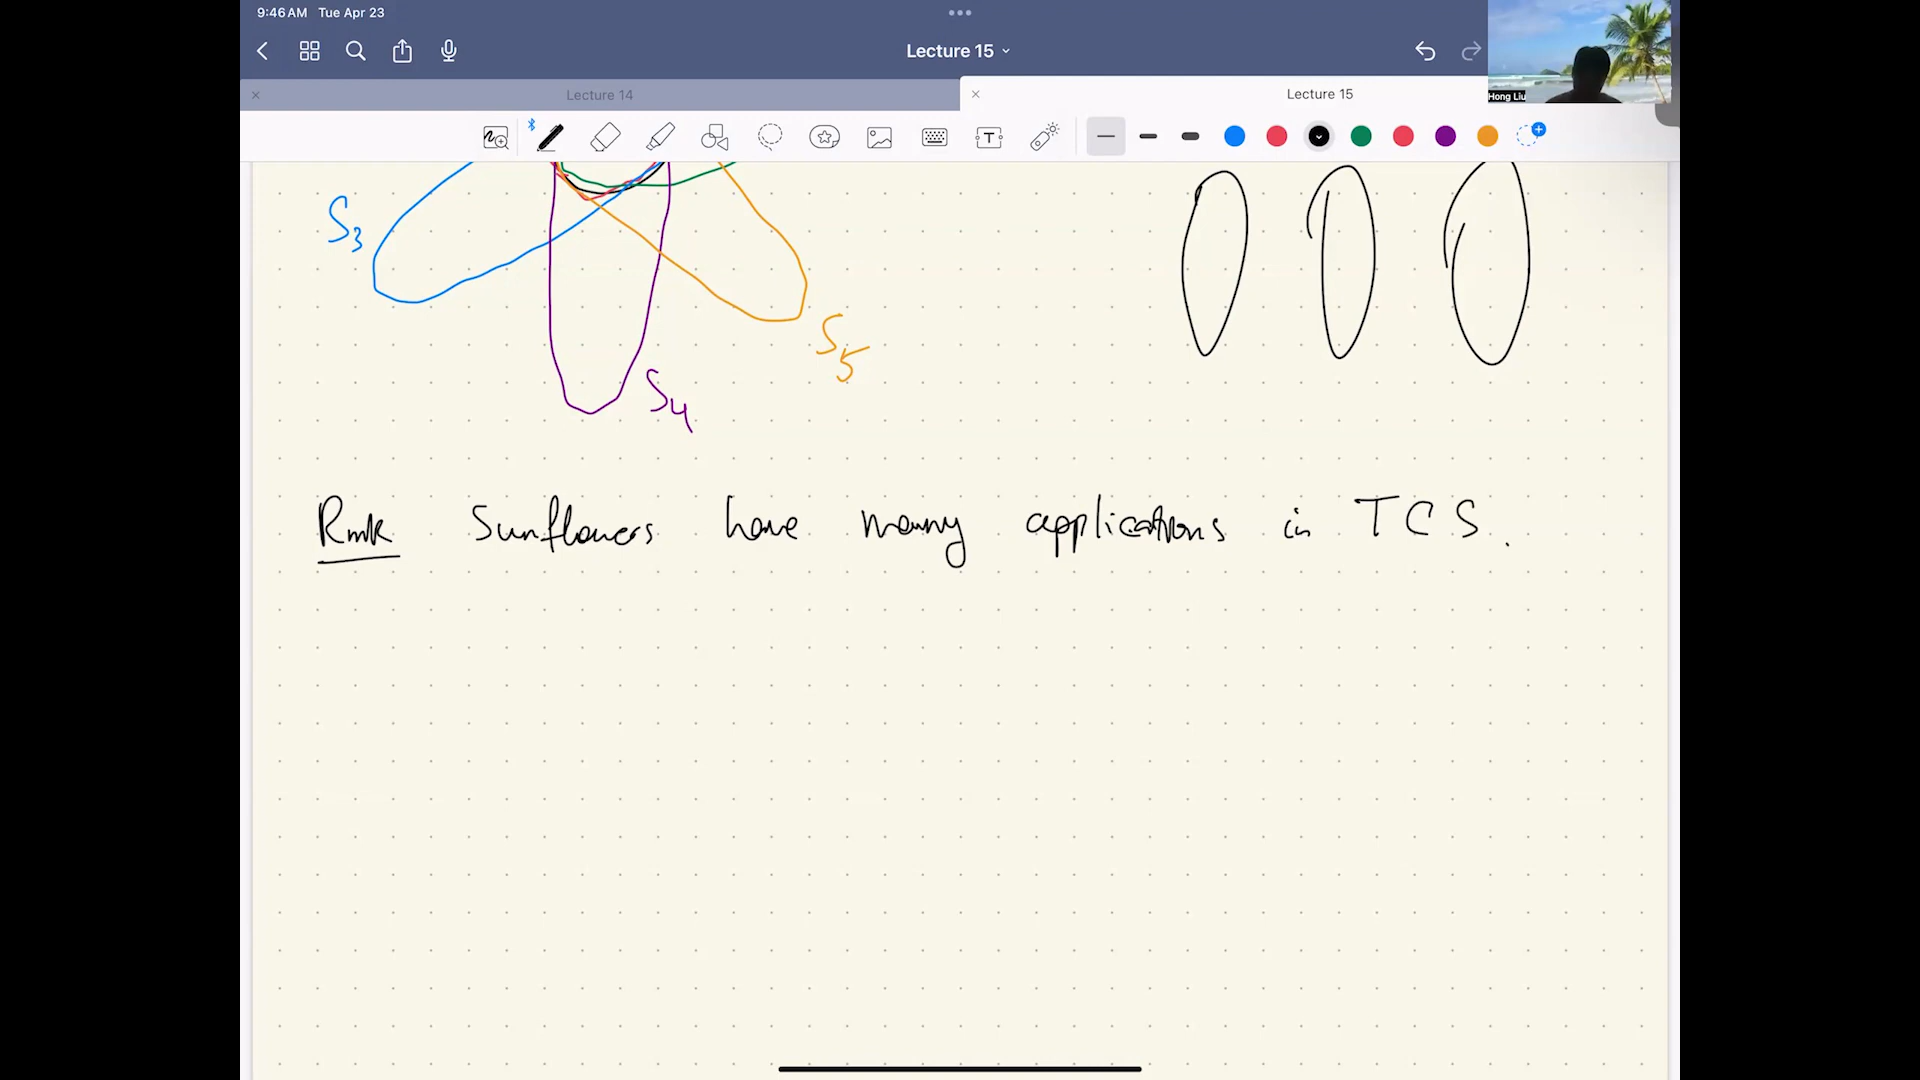 9:46 AM Tue Apr 23
Lecture 15
Lecture 14
Lecture 15
Hong Liu
T
S3
S5
S4
Rmk Sunflowers have many applications in TCS.